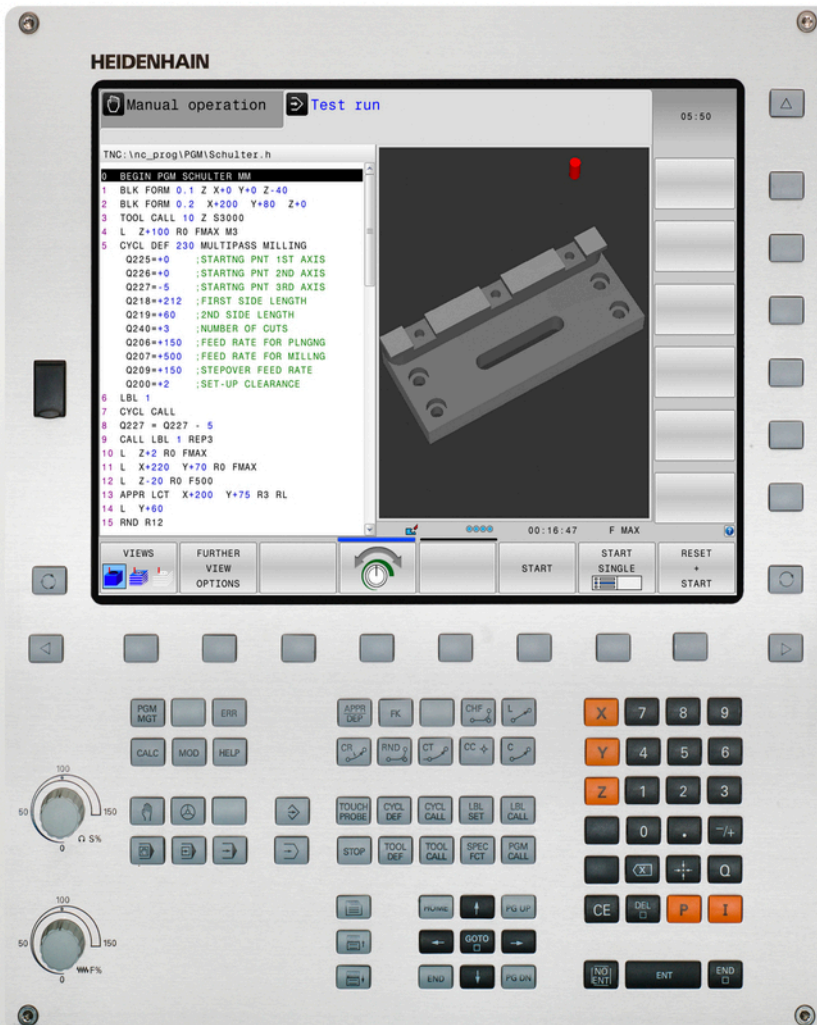 HEIDENHAIN
Manual operation
Test run
05:50
TNC:\nc_prog\PGM\Schulter.h
0 BEGIN PGM SCHULTER MM
1 BLK FORM 0.1 Z X+0 Y+0 Z-40
2 BLK FORM 0.2 X+200 Y+80 Z+0
3 TOOL CALL 10 Z S3000
4 L Z+100 R0 FMAX M3
5 CYCL DEF 230 MULTIPASS MILLING
Q225=+0 ;STARTNG PNT 1ST AXIS
Q226=+0 ;STARTNG PNT 2ND AXIS
Q227=-5 ;STARTNG PNT 3RD AXIS
Q218=+212 ;FIRST SIDE LENGTH
Q219=+60 ;2ND SIDE LENGTH
Q240=+3 ;NUMBER OF CUTS
Q206=+150 ;FEED RATE FOR PLNGNG
Q207=+500 ;FEED RATE FOR MILLNG
Q209=+150 ;STEPOVER FEED RATE
Q200=+2 ;SET-UP CLEARANCE
6 LBL 1
7 CYCL CALL
8 Q227 = Q227 - 5
9 CALL LBL 1 REP3
10 L Z+2 R0 FMAX
11 L X+220 Y+70 R0 FMAX
12 L Z-20 R0 F500
13 APPR LCT X+200 Y+75 R3 RL
14 L Y+60
15 RND R12
00:16:47 F MAX
VIEWS
FURTHER
VIEW
OPTIONS
START
START
SINGLE
RESET
+
START
PGM
MGT
ERR
CALC
MOD
HELP
APPR
DEP
FK
CHF
L
CR
RND
CT
CC
C
TOUCH
PROBE
CYCL
DEF
CYCL
CALL
LBL
SET
LBL
CALL
STOP
TOOL
DEF
TOOL
CALL
SPEC
FCT
PGM
CALL
HOME
PG UP
GOTO
END
PG DN
X
7
8
9
Y
4
5
6
Z
1
2
3
0
.
-/+
X
Q
CE
DEL
P
I
NO
ENT
ENT
END
100
50
150
0
S%
100
50
150
0
F%